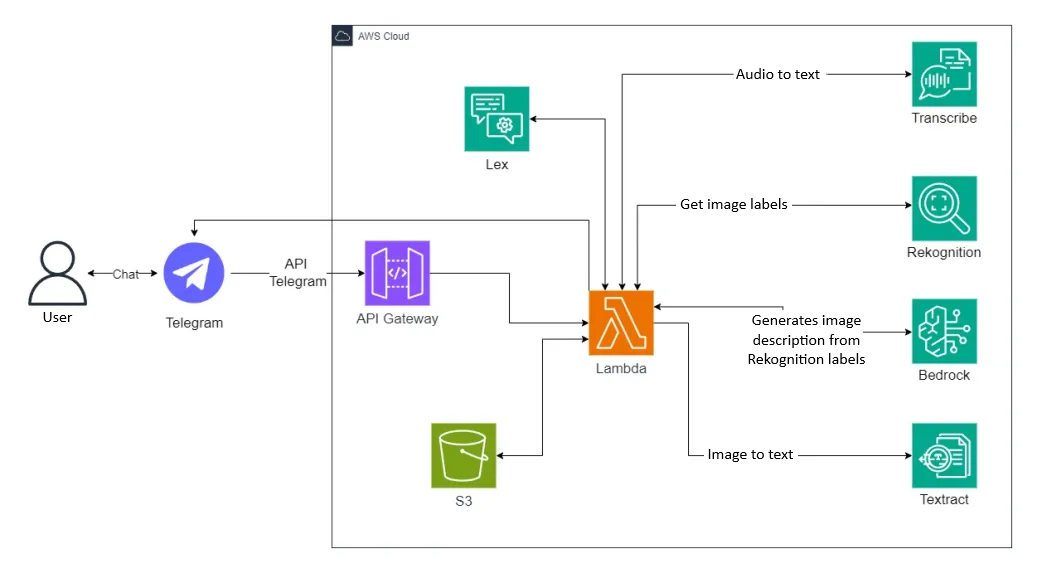 AWS Cloud
Audio to text
Transcribe
Lex
Get image labels
Rekognition
Chat
User
Telegram
API
Telegram
API Gateway
Lambda
Generates image
description from
Rekognition labels
Bedrock
S3
Image to text
Textract